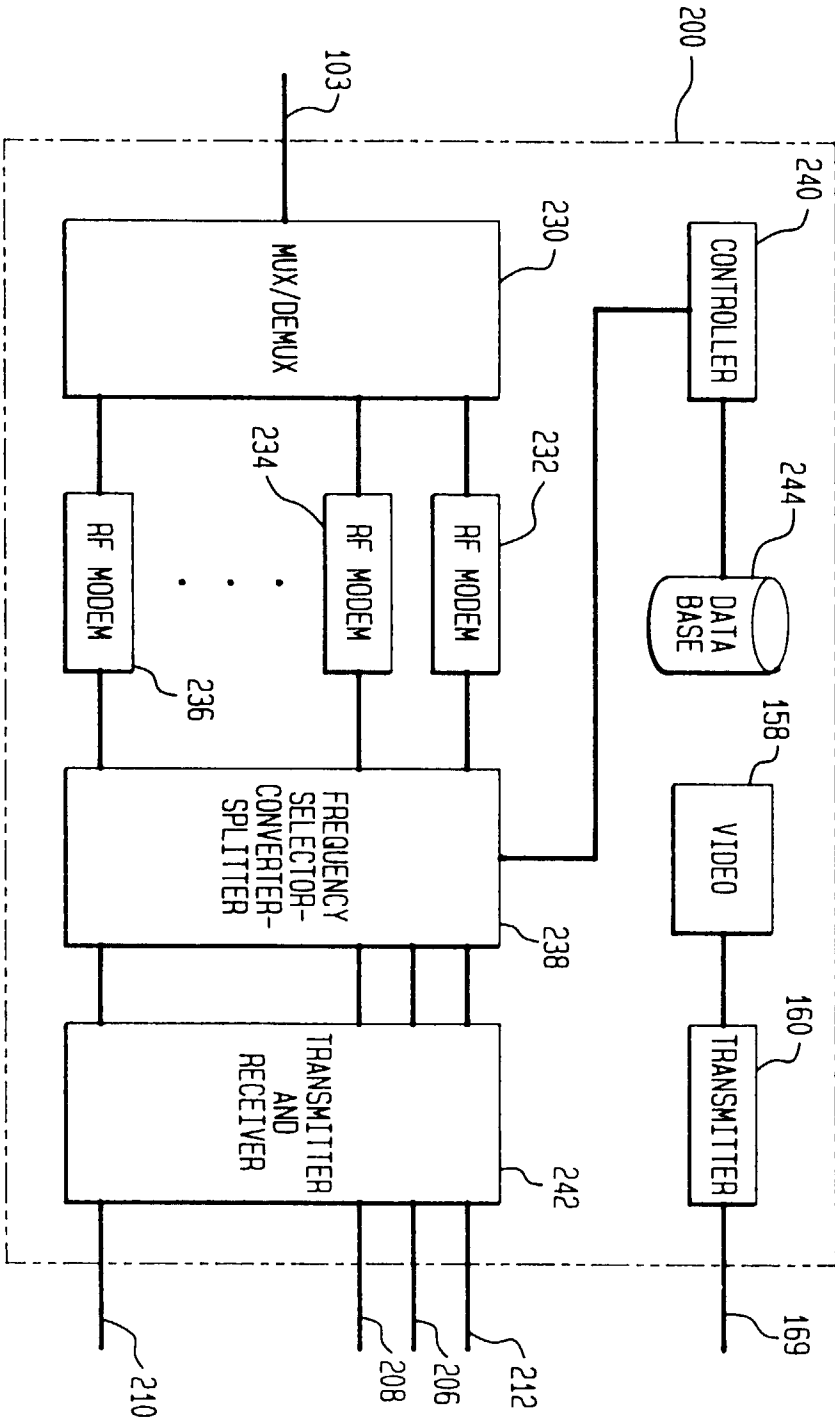 200
103
240
CONTROLLER
244
DATA
BASE
158
VIDEO
160
TRANSMITTER
169
230
MUX/DEMUX
232
RF MODEM
234
RF MODEM
RF MODEM
236
FREQUENCY
SELECTOR-
CONVERTER-
SPLITTER
238
TRANSMITTER
AND
RECEIVER
242
212
206
208
210